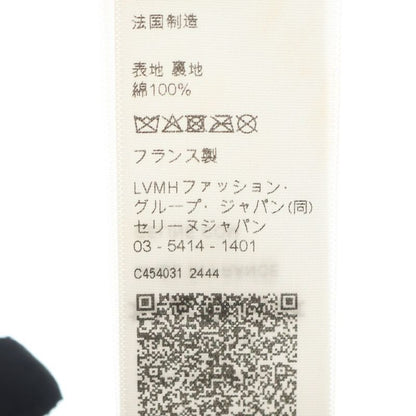 法国制造
表地 裏地
綿100%
フランス製
LVMHファッション·
グループ· ジャパン(同)
セリーヌジャパン
03 - 5414 - 1401
C454031 2444